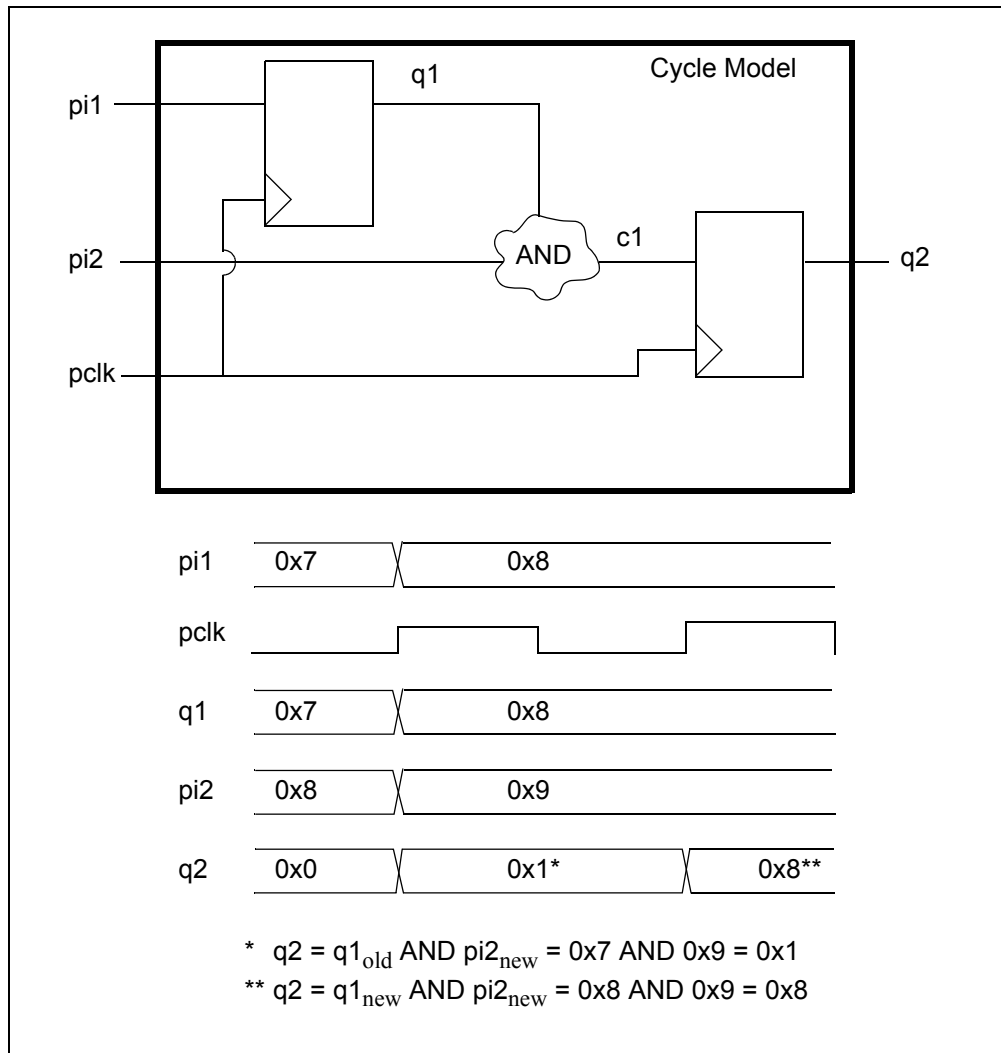 Cycle Model
q1
pi1
pi2
AND
c1
q2
pclk
pi1 0x7 0x8
pclk
q1 0x7 0x8
pi2 0x8 0x9
q2 0x0 0x1* 0x8**
* q2 = q1old AND pi2new = 0x7 AND 0x9 = 0x1
** q2 = q1new AND pi2new = 0x8 AND 0x9 = 0x8